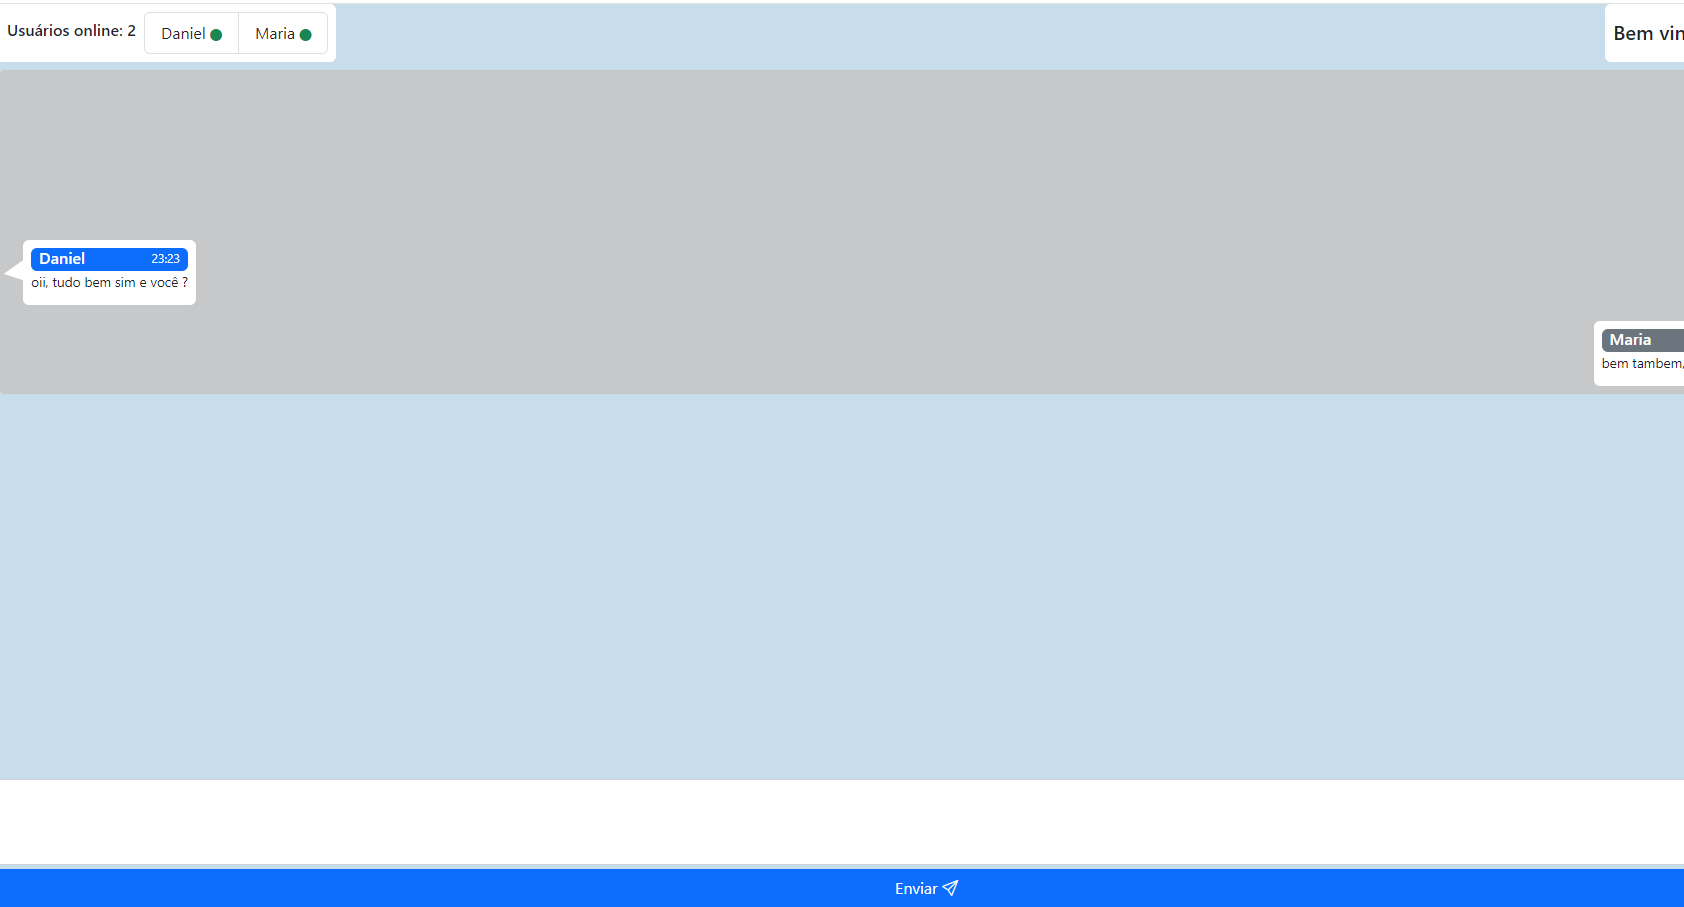 Usuários online: 2
Daniel
Maria
Bem vin
Daniel 23:23
oii, tudo bem sim e você ?
Maria
bem tambem,
Enviar